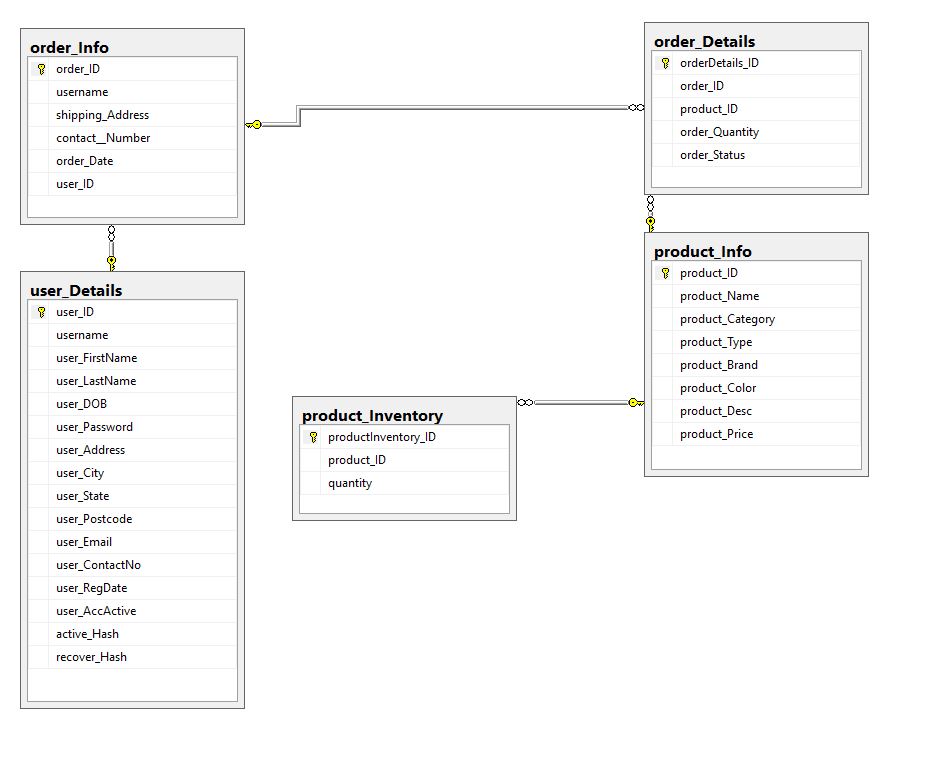 order_Info
order_ID
username
shipping_Address
contact__Number
order_Date
user_ID
order_Details
orderDetails_ID
order_ID
product_ID
order_Quantity
order_Status
user_Details
user_ID
username
user_FirstName
user_LastName
user_DOB
user_Password
user_Address
user_City
user_State
user_Postcode
user_Email
user_ContactNo
user_RegDate
user_AccActive
active_Hash
recover_Hash
product_Inventory
productInventory_ID
product_ID
quantity
product_Info
product_ID
product_Name
product_Category
product_Type
product_Brand
product_Color
product_Desc
product_Price